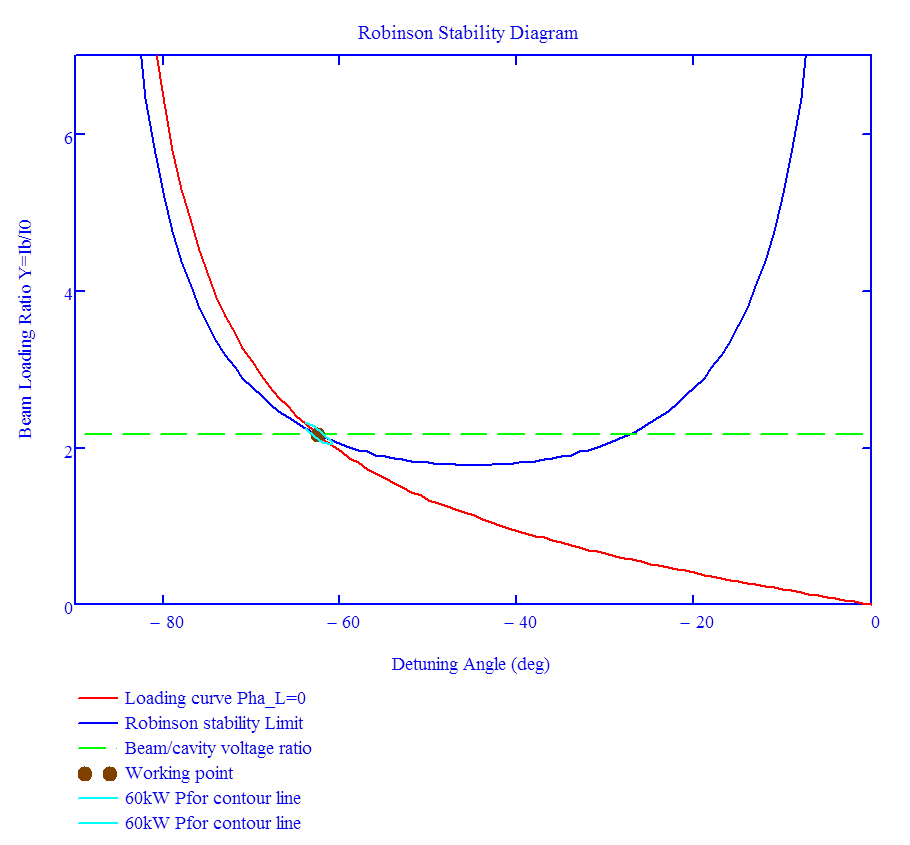 Robinson Stability Diagram
Beam Loading Ratio Y=Ib/I0
6
4
2
0
– 80
– 60
– 40
– 20
0
Detuning Angle (deg)
Loading curve Pha_L=0
Robinson stability Limit
Beam/cavity voltage ratio
Working point
60kW Pfor contour line
60kW Pfor contour line